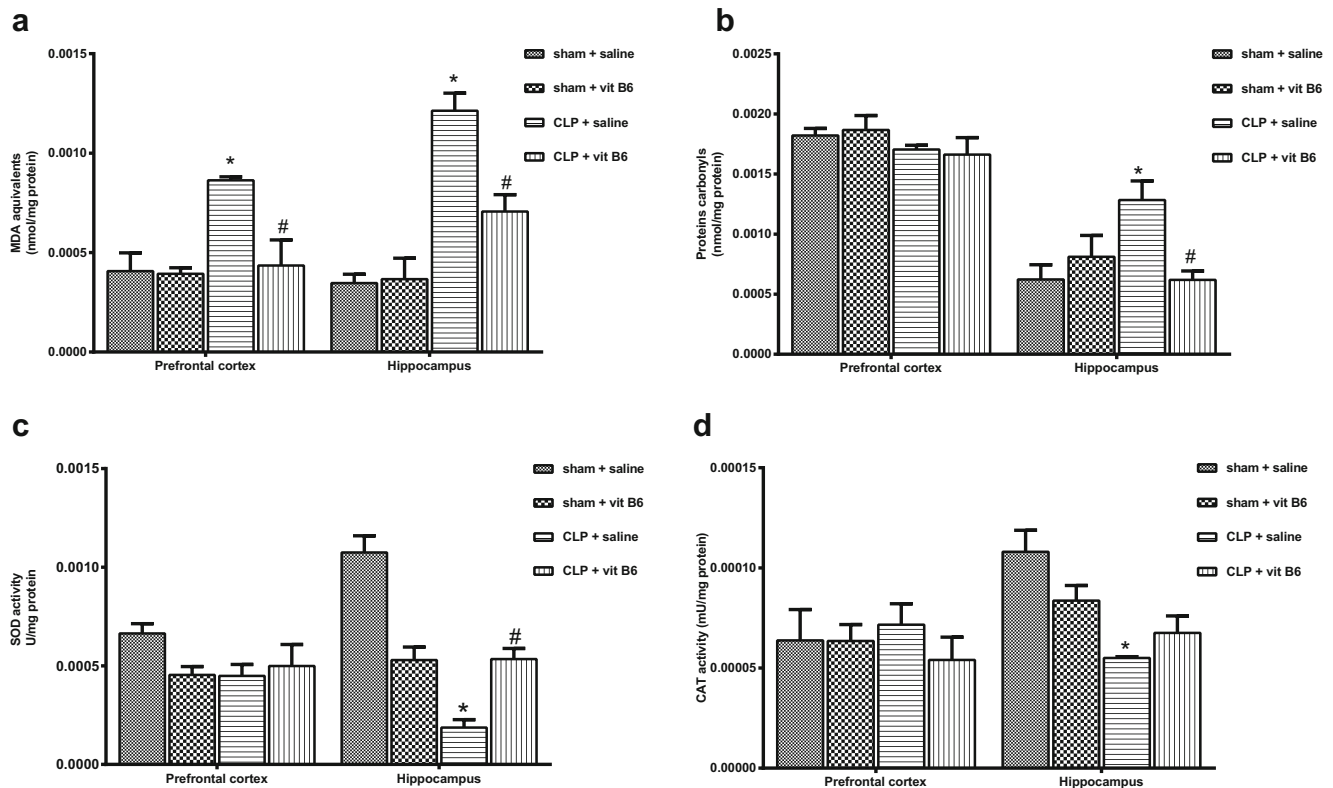 a
MDA aquivalents
(nmol/mg protein)
0.0015
0.0010
0.0005
0.0000
*
#
*
#
Prefrontal cortex
Hippocampus
sham + saline
sham + vit B6
CLP + saline
CLP + vit B6
b
Proteins carbonyls
(nmol/mg protein)
0.0025
0.0020
0.0015
0.0010
0.0005
0.0000
*
#
Prefrontal cortex
Hippocampus
sham + saline
sham + vit B6
CLP + saline
CLP + vit B6
c
SOD activity
U/mg protein
0.0015
0.0010
0.0005
0.0000
*
#
Prefrontal cortex
Hippocampus
sham + saline
sham + vit B6
CLP + saline
CLP + vit B6
d
CAT activity (mU/mg protein)
0.00015
0.00010
0.00005
0.00000
*
Prefrontal cortex
Hippocampus
sham + saline
sham + vit B6
CLP + saline
CLP + vit B6